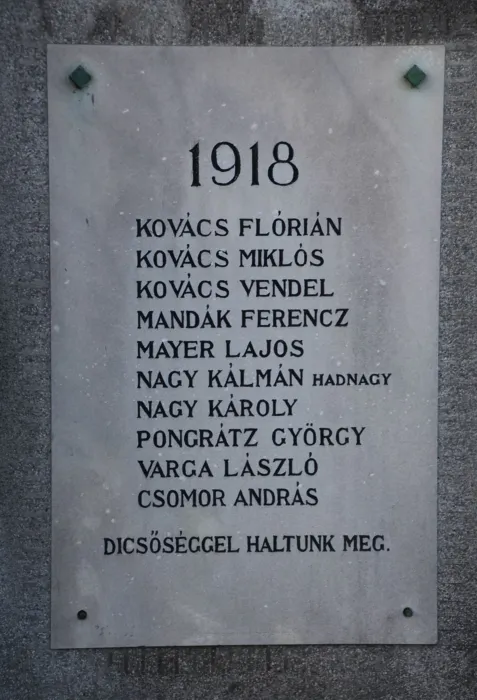 1918
KOVÁCS FLÓRIÁN
KOVÁCS MIKLÓS
KOVÁCS VENDEL
MANDÁK FERENCZ
MAYER LAJOS
NAGY KÁLMÁN HADNAGY
NAGY KÁROLY
PONGRÁTZ GYÖRGY
VARGA LÁSZLÓ
CSOMOR ANDRÁS
DICSŐSÉGGEL HALTUNK MEG.